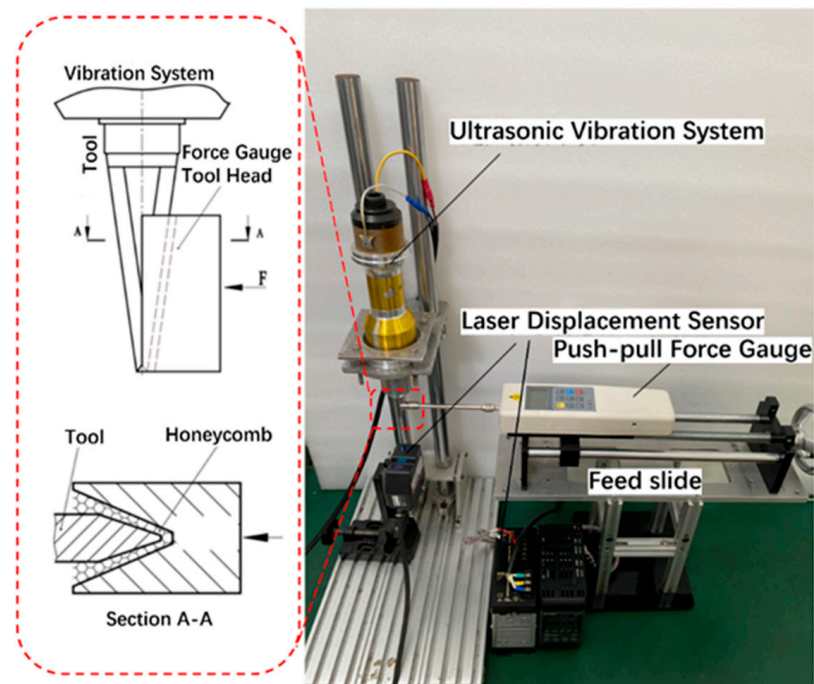 Vibration System
Tool
Force Gauge
Tool Head
A
A
F
Tool
Honeycomb
Section A-A
Ultrasonic Vibration System
Laser Displacement Sensor
Push-pull Force Gauge
Feed slide